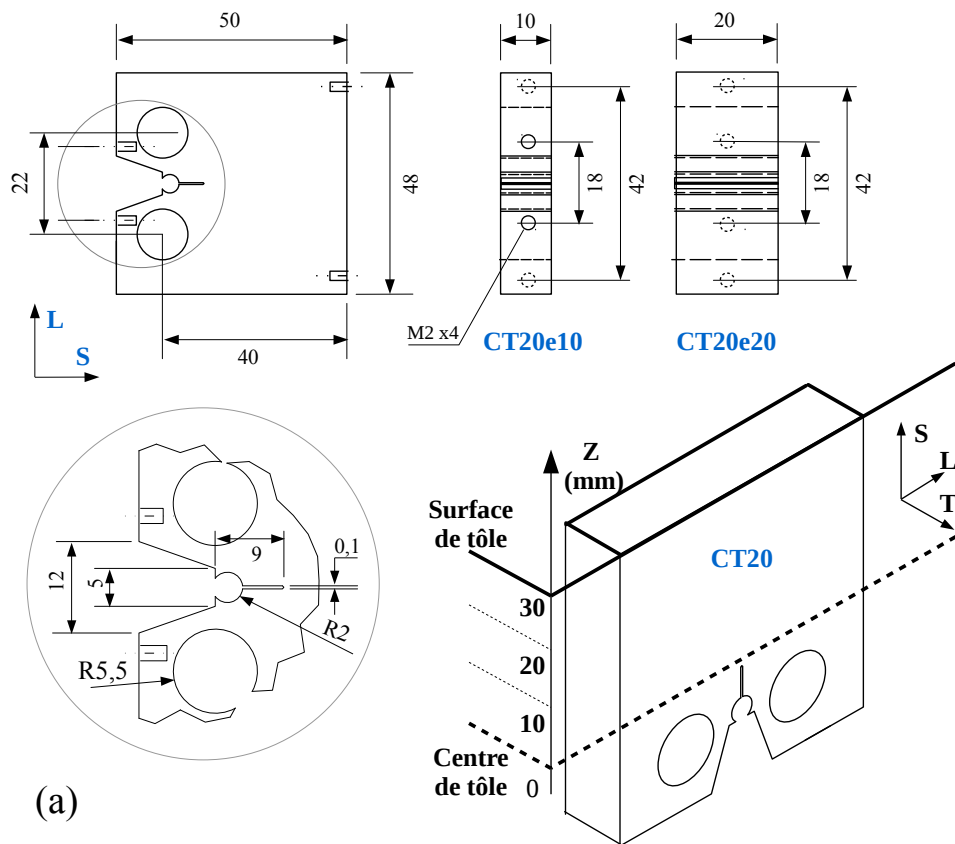 50
10
20
22
48
18
42
18
42
L
S
40
M2 x4
CT20e10
CT20e20
Z
(mm)
S
L
T
Surface
de tôle
CT20
9
0,1
12
5
R2
R5,5
30
20
10
Centre
de tôle
0
(a)